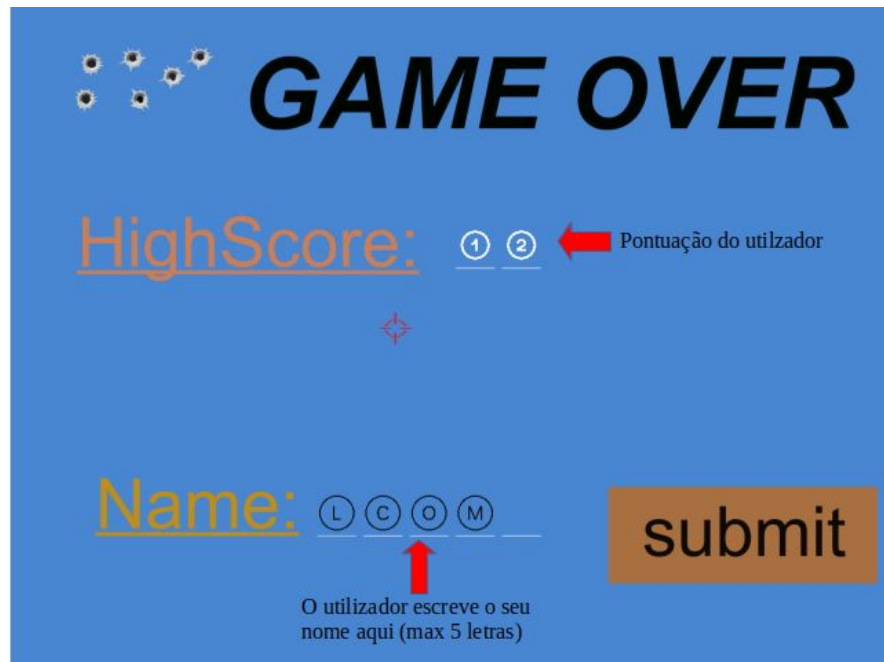 GAME OVER
HighScore: 1 2
Pontuação do utilzador
Name: L C O M
submit
O utilizador escreve o seu
nome aqui (max 5 letras)